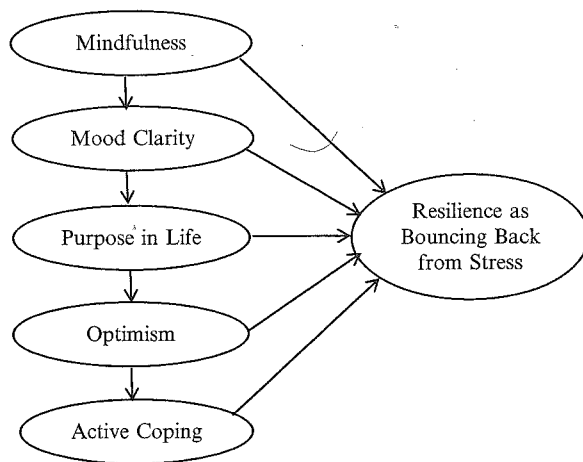 Mindfulness
Mood Clarity
Purpose in Life
Optimism
Active Coping
Resilience as
Bouncing Back
from Stress